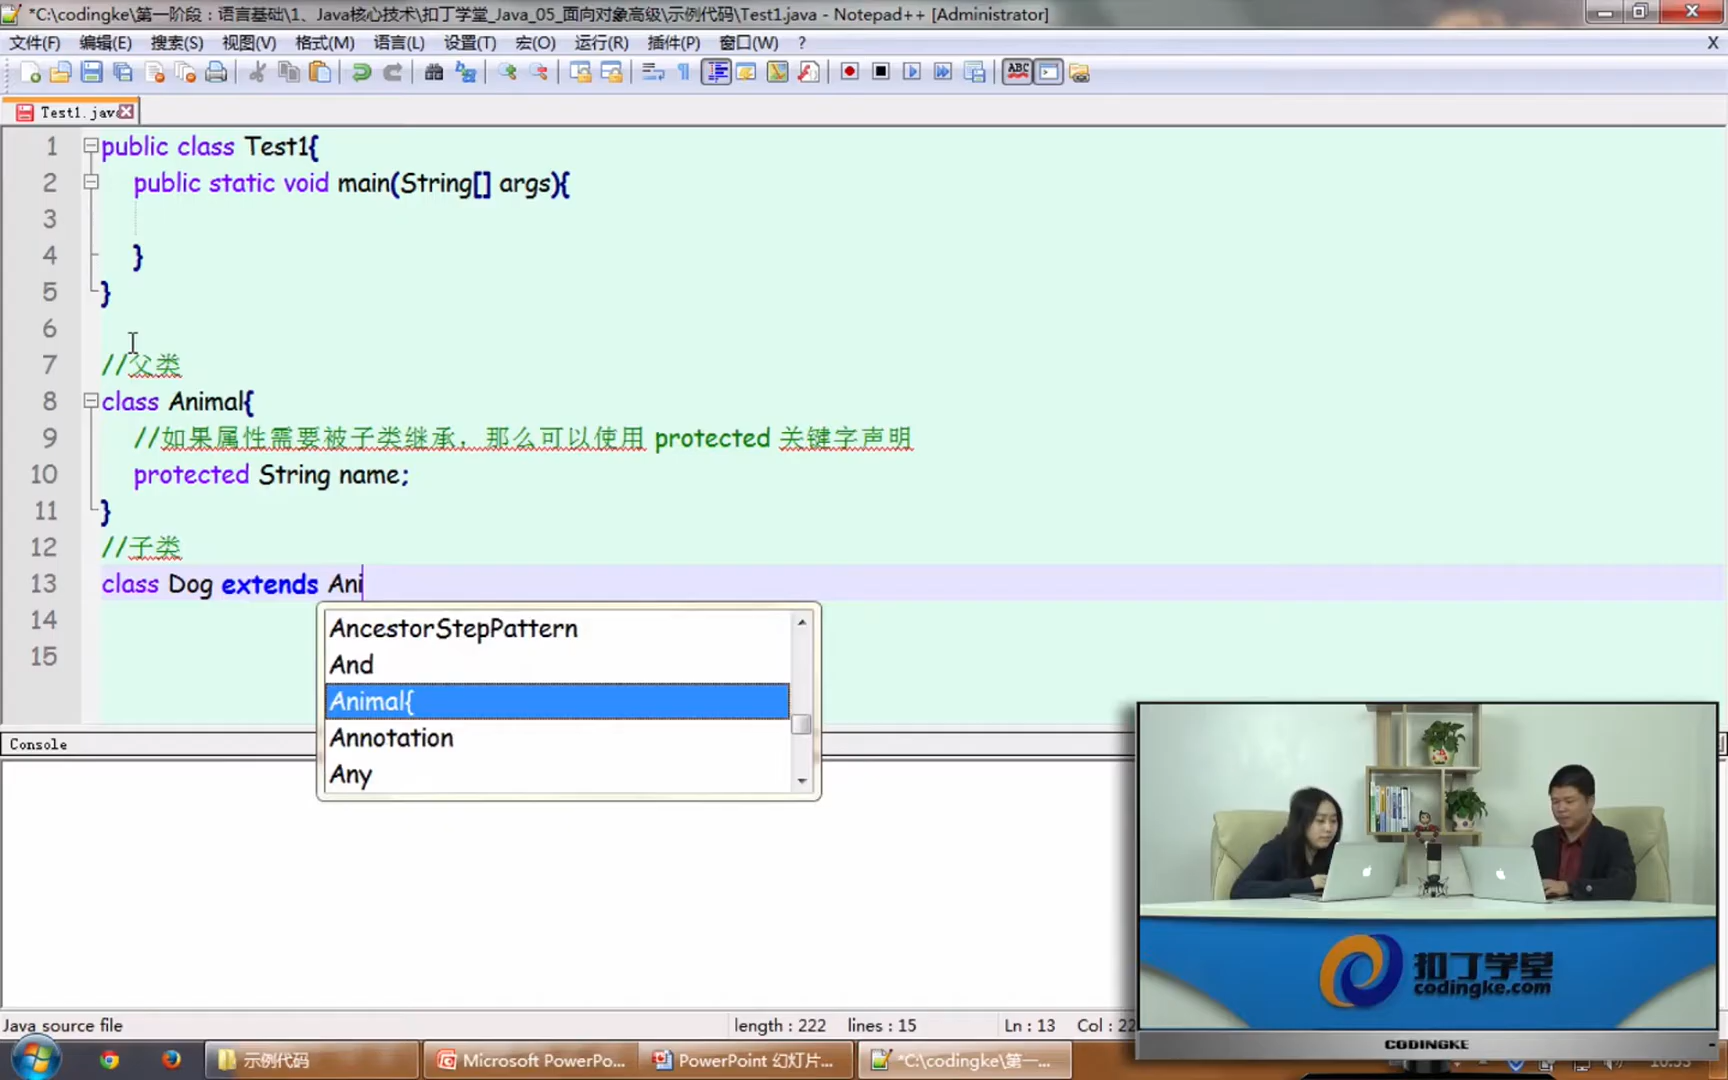 *C:\codingke\第一阶段：语言基础\1、Java核心技术\扣丁学堂_Java_05_面向对象高级\示例代码\Test1.java - Notepad++ [Administrator]
文件(F) 编辑(E) 搜索(S) 视图(V) 格式(M) 语言(L) 设置(T) 宏(O) 运行(R) 插件(P) 窗口(W) ? X
ABC
Test1.java
1 public class Test1{
2 public static void main(String[] args){
3
4 }
5 }
6
7 //父类
8 class Animal{
9 //如果属性需要被子类继承，那么可以使用 protected 关键字声明
10 protected String name;
11 }
12 //子类
13 class Dog extends Ani
14
15
AncestorStepPattern
And
Animal{
Annotation
Any
Console
扣丁学堂
codingke.com
CODINGKE
Java source file length : 222 lines : 15 Ln : 13 Col : 22
示例代码 Microsoft PowerPo... PowerPoint 幻灯片... *C:\codingke\第一...